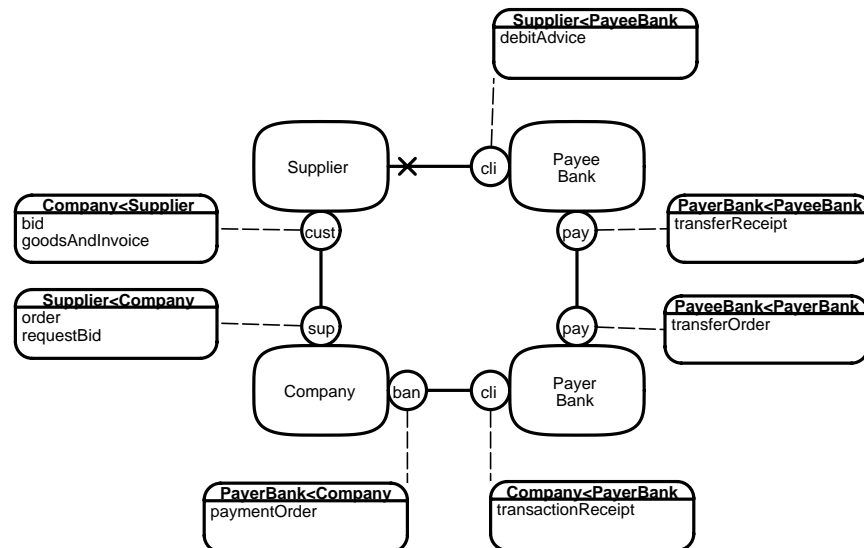 Supplier<PayeeBank
debitAdvice
Supplier
cli
Payee
Bank
Company<Supplier
bid
goodsAndInvoice
cust
pay
PayerBank<PayeeBank
transferReceipt
Supplier<Company
order
requestBid
sup
pay
PayeeBank<PayerBank
transferOrder
Company
ban
cli
Payer
Bank
PayerBank<Company
paymentOrder
Company<PayerBank
transactionReceipt